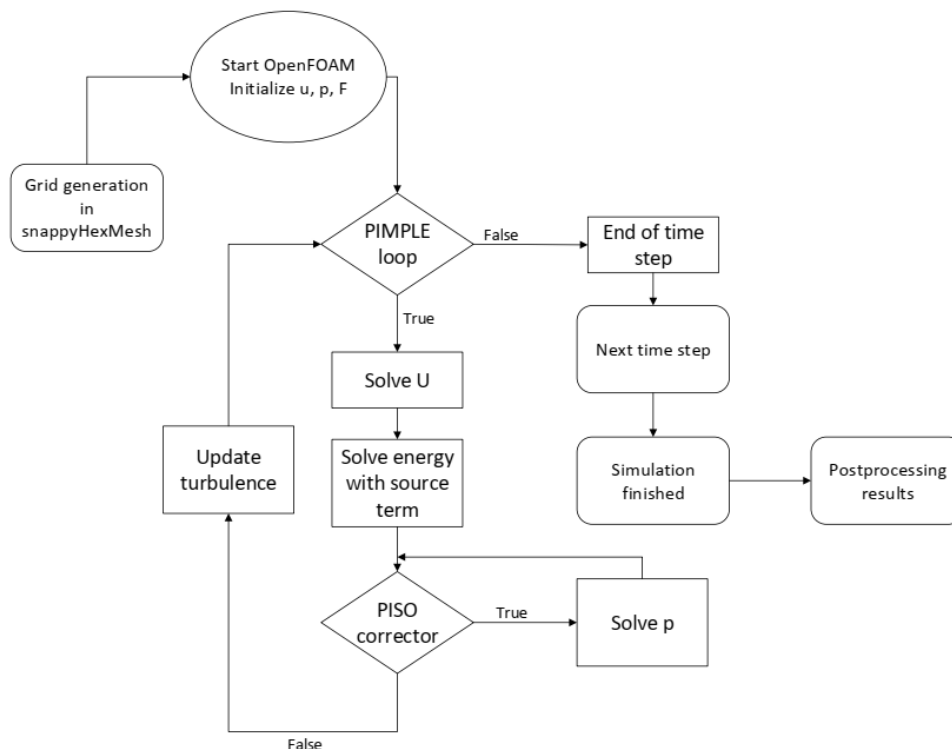 Start OpenFOAM
Initialize u, p, F
Grid generation
in
snappyHexMesh
PIMPLE
loop
False
End of time
step
True
Next time step
Solve U
Update
turbulence
Solve energy
with source
term
Simulation
finished
Postprocessing
results
PISO
corrector
True
Solve p
False